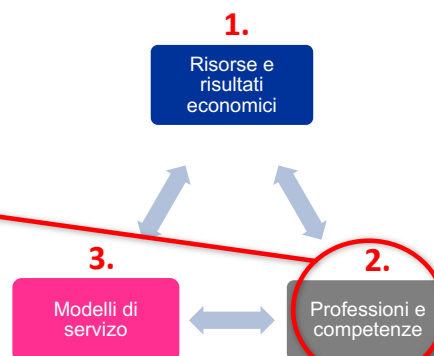 1.
Risorse e
risultati
economici
3.
2.
Modelli di
servizo
Professioni e
competenze